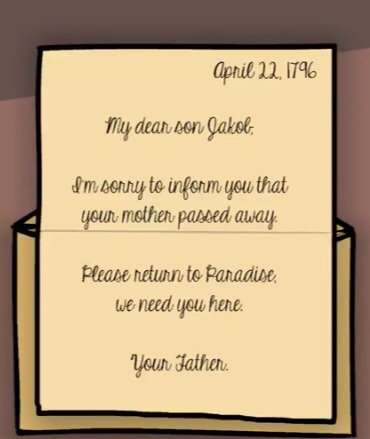 April 22, 1796
My dear son Jakob,
I'm sorry to inform you that
your mother passed away.
Please return to Paradise,
we need you here.
Your Father.